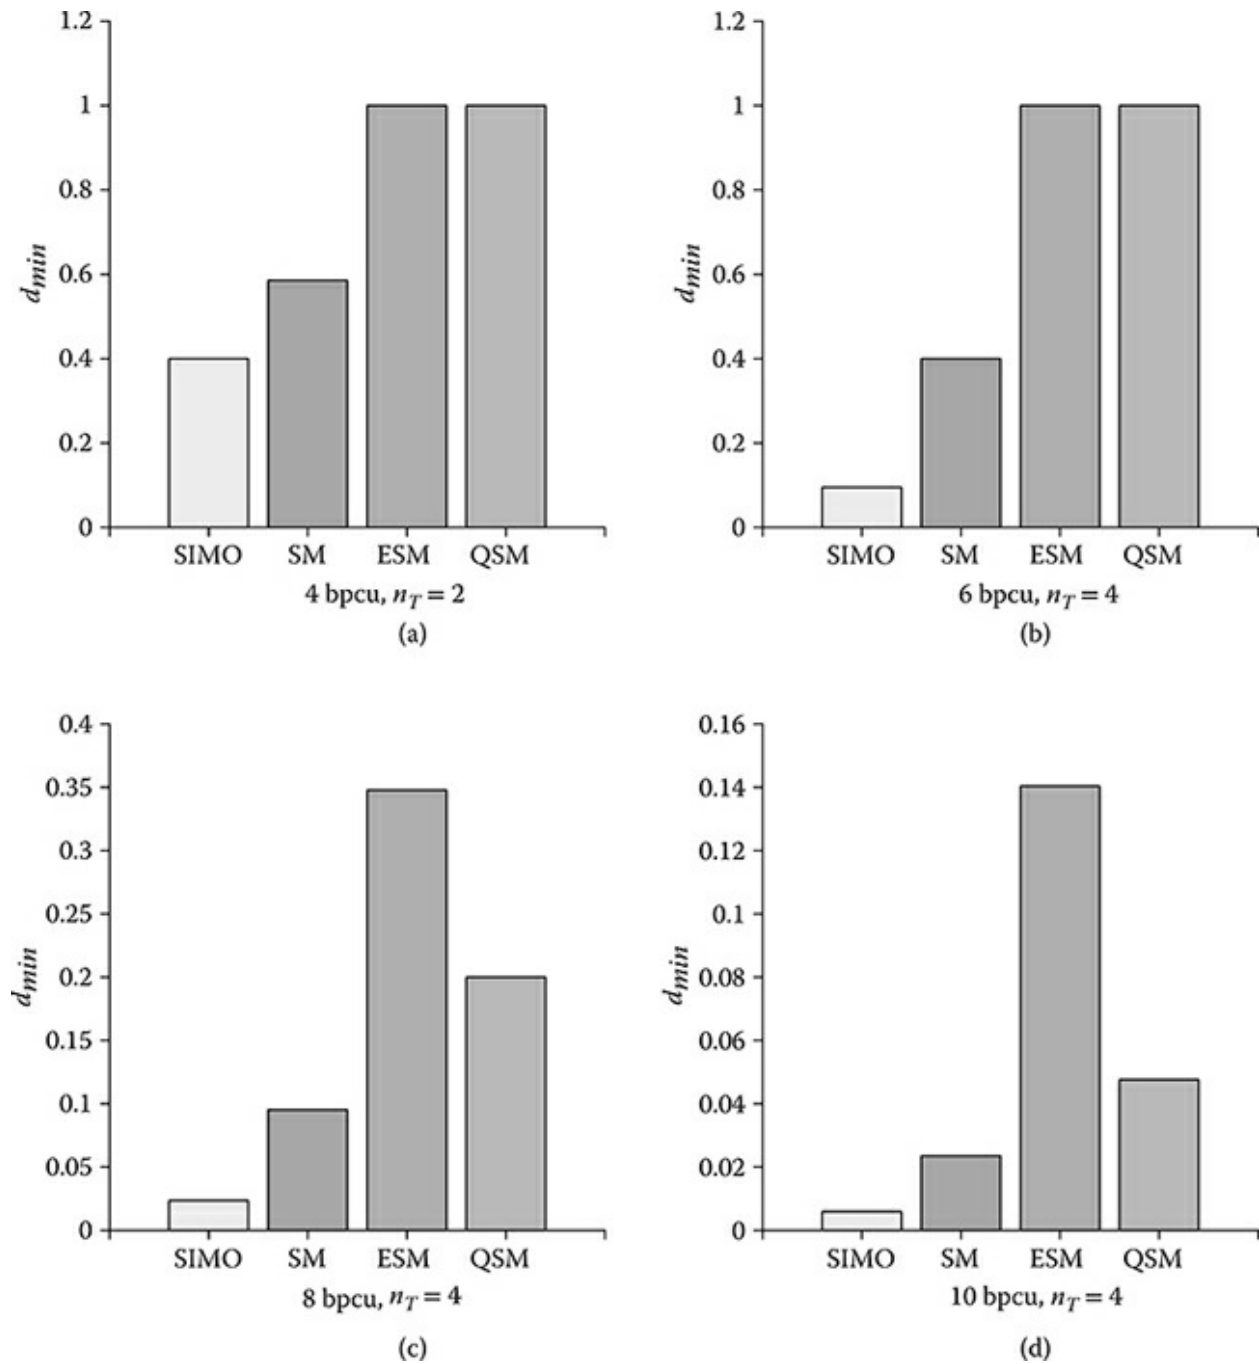 1.2
1
0.8
0.6
0.4
0.2
0
d_min
SIMO SM ESM QSM
4 bpcu, n_T = 2
(a)
1.2
1
0.8
0.6
0.4
0.2
0
d_min
SIMO SM ESM QSM
6 bpcu, n_T = 4
(b)
0.4
0.35
0.3
0.25
0.2
0.15
0.1
0.05
0
d_min
SIMO SM ESM QSM
8 bpcu, n_T = 4
(c)
0.16
0.14
0.12
0.1
0.08
0.06
0.04
0.02
0
d_min
SIMO SM ESM QSM
10 bpcu, n_T = 4
(d)